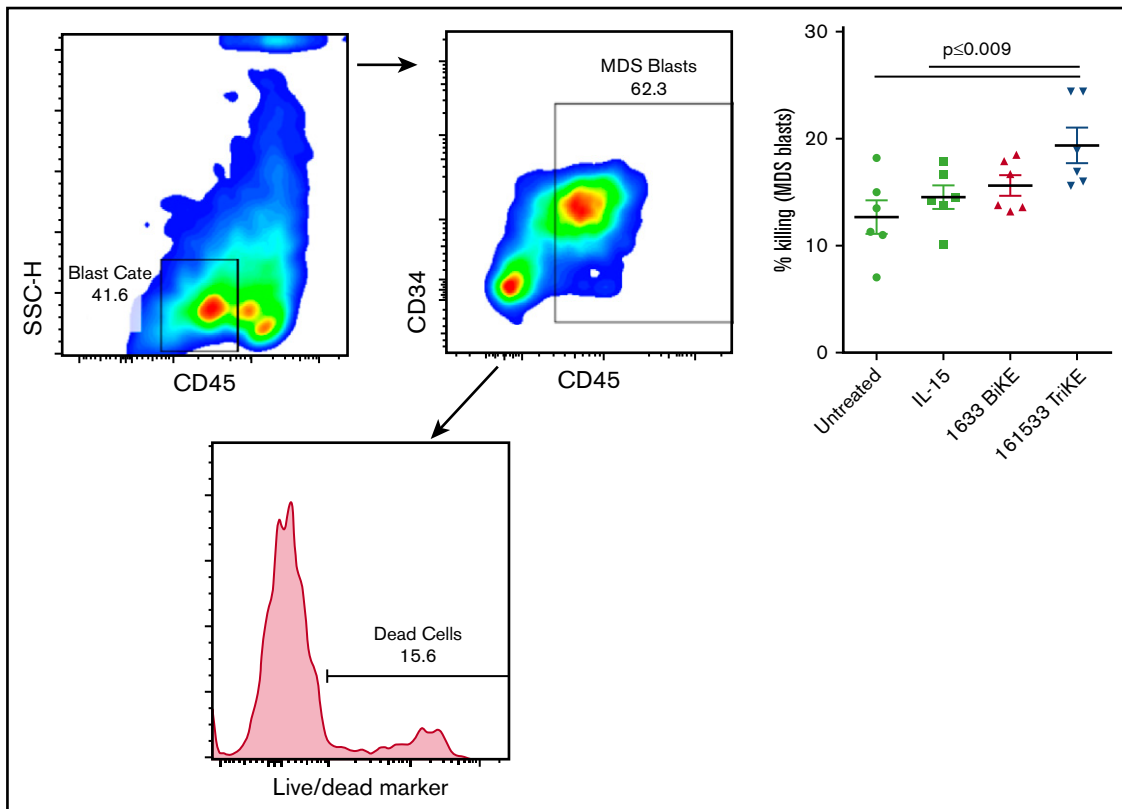 SSC-H
Blast Cate
41.6
CD45
CD34
MDS Blasts
62.3
CD45
Dead Cells
15.6
Live/dead marker
% killing (MDS blasts)
30
20
10
0
p≤0.009
Untreated
IL-15
1633 BiKE
161533 TriKE